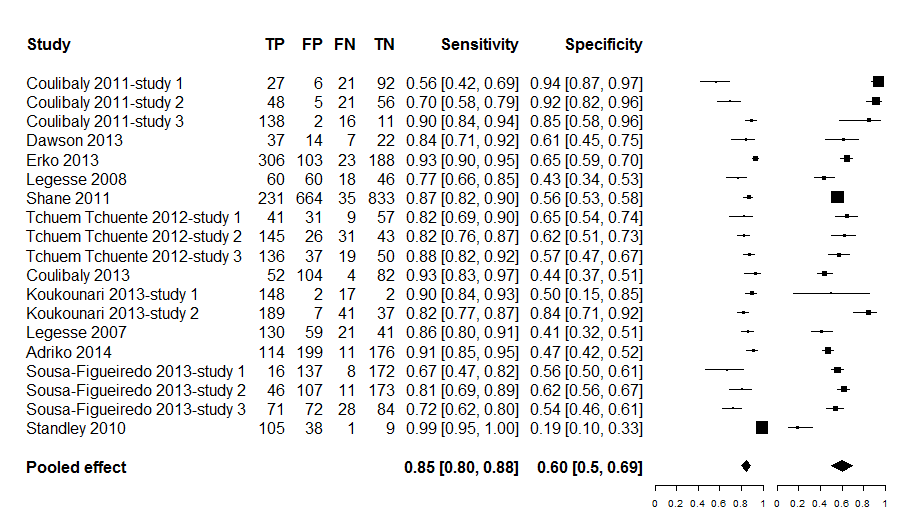 Study TP FP FN TN Sensitivity Specificity
Coulibaly 2011-study 1 27 6 21 92 0.56 [0.42, 0.69] 0.94 [0.87, 0.97]
Coulibaly 2011-study 2 48 5 21 56 0.70 [0.58, 0.79] 0.92 [0.82, 0.96]
Coulibaly 2011-study 3 138 2 16 11 0.90 [0.84, 0.94] 0.85 [0.58, 0.96]
Dawson 2013 37 14 7 22 0.84 [0.71, 0.92] 0.61 [0.45, 0.75]
Erko 2013 306 103 23 188 0.93 [0.90, 0.95] 0.65 [0.59, 0.70]
Legesse 2008 60 60 18 46 0.77 [0.66, 0.85] 0.43 [0.34, 0.53]
Shane 2011 231 664 35 833 0.87 [0.82, 0.90] 0.56 [0.53, 0.58]
Tchuem Tchuente 2012-study 1 41 31 9 57 0.82 [0.69, 0.90] 0.65 [0.54, 0.74]
Tchuem Tchuente 2012-study 2 145 26 31 43 0.82 [0.76, 0.87] 0.62 [0.51, 0.73]
Tchuem Tchuente 2012-study 3 136 37 19 50 0.88 [0.82, 0.92] 0.57 [0.47, 0.67]
Coulibaly 2013 52 104 4 82 0.93 [0.83, 0.97] 0.44 [0.37, 0.51]
Koukounari 2013-study 1 148 2 17 2 0.90 [0.84, 0.93] 0.50 [0.15, 0.85]
Koukounari 2013-study 2 189 7 41 37 0.82 [0.77, 0.87] 0.84 [0.71, 0.92]
Legesse 2007 130 59 21 41 0.86 [0.80, 0.91] 0.41 [0.32, 0.51]
Adriko 2014 114 199 11 176 0.91 [0.85, 0.95] 0.47 [0.42, 0.52]
Sousa-Figueiredo 2013-study 1 16 137 8 172 0.67 [0.47, 0.82] 0.56 [0.50, 0.61]
Sousa-Figueiredo 2013-study 2 46 107 11 173 0.81 [0.69, 0.89] 0.62 [0.56, 0.67]
Sousa-Figueiredo 2013-study 3 71 72 28 84 0.72 [0.62, 0.80] 0.54 [0.46, 0.61]
Standley 2010 105 38 1 9 0.99 [0.95, 1.00] 0.19 [0.10, 0.33]
Pooled effect 0.85 [0.80, 0.88] 0.60 [0.5, 0.69]
0 0.2 0.4 0.6 0.8 1 0 0.2 0.4 0.6 0.8 1